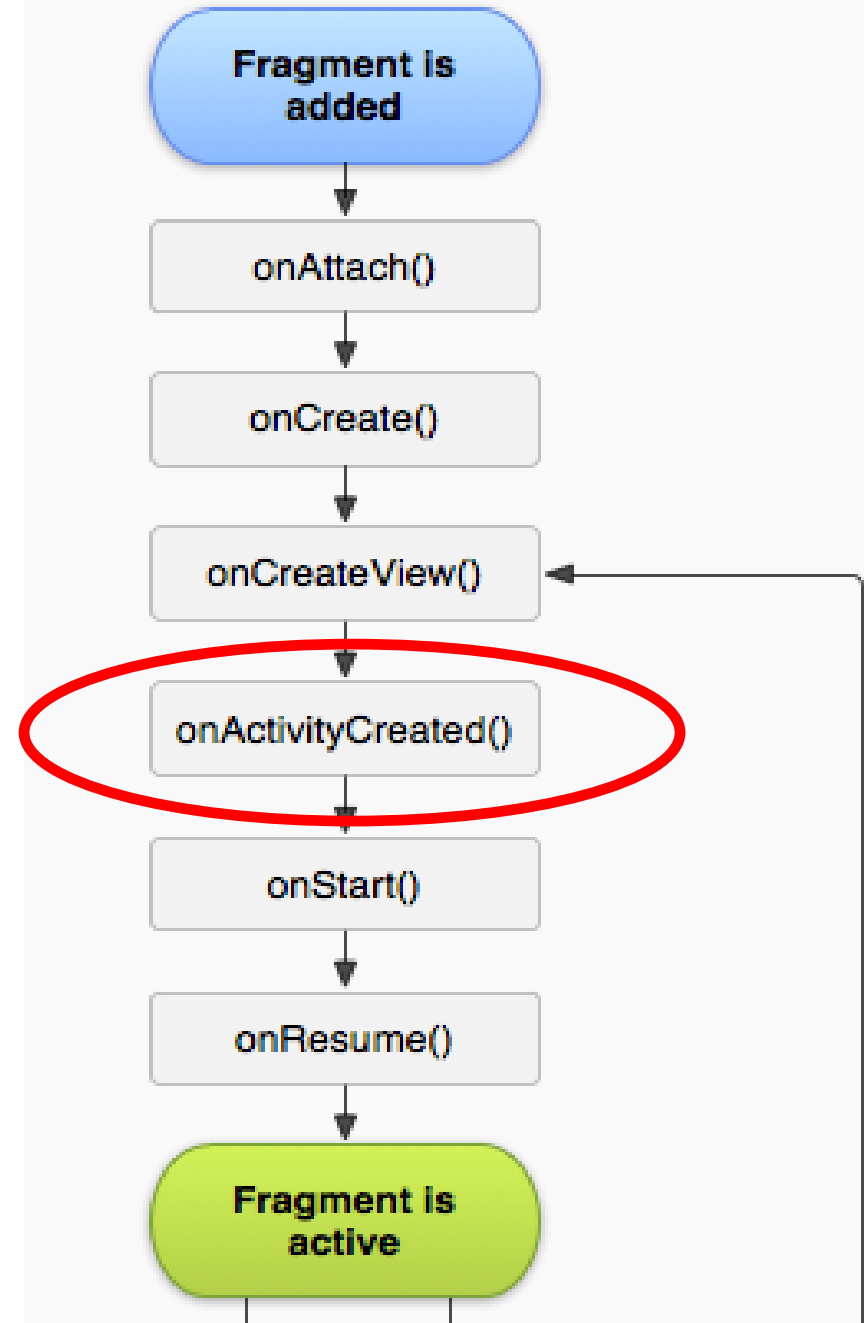 Fragment is
added
onAttach()
onCreate()
onCreateView()
onActivityCreated()
onStart()
onResume()
Fragment is
active